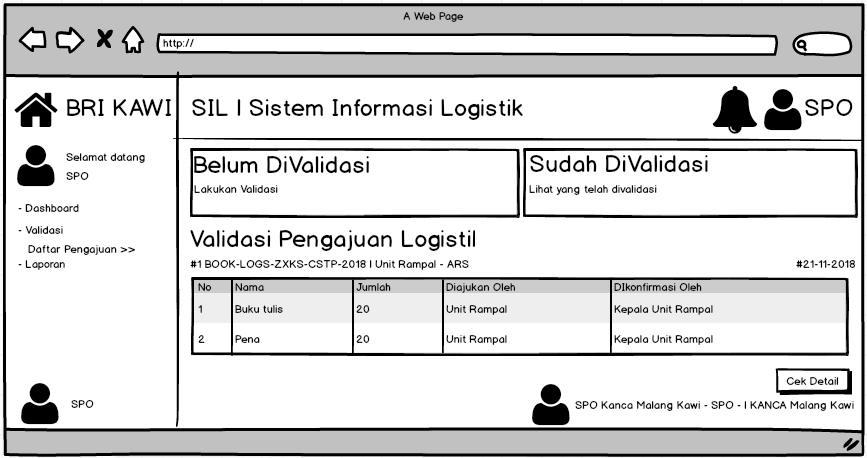 A Web Page
http://
BRI KAWI
SIL | Sistem Informasi Logistik
SPO
Selamat datang
SPO
- Dashboard
- Validasi
Daftar Pengajuan >>
- Laporan
SPO
Belum DiValidasi
Lakukan Validasi
Sudah DiValidasi
Lihat yang telah divalidasi
Validasi Pengajuan Logistil
#1 BOOK-LOGS-ZXKS-CSTP-2018 | Unit Rampal - ARS #21-11-2018
No Nama Jumlah Diajukan Oleh DIkonfirmasi Oleh
1 Buku tulis 20 Unit Rampal Kepala Unit Rampal
2 Pena 20 Unit Rampal Kepala Unit Rampal
Cek Detail
SPO Kanca Malang Kawi - SPO - | KANCA Malang Kawi